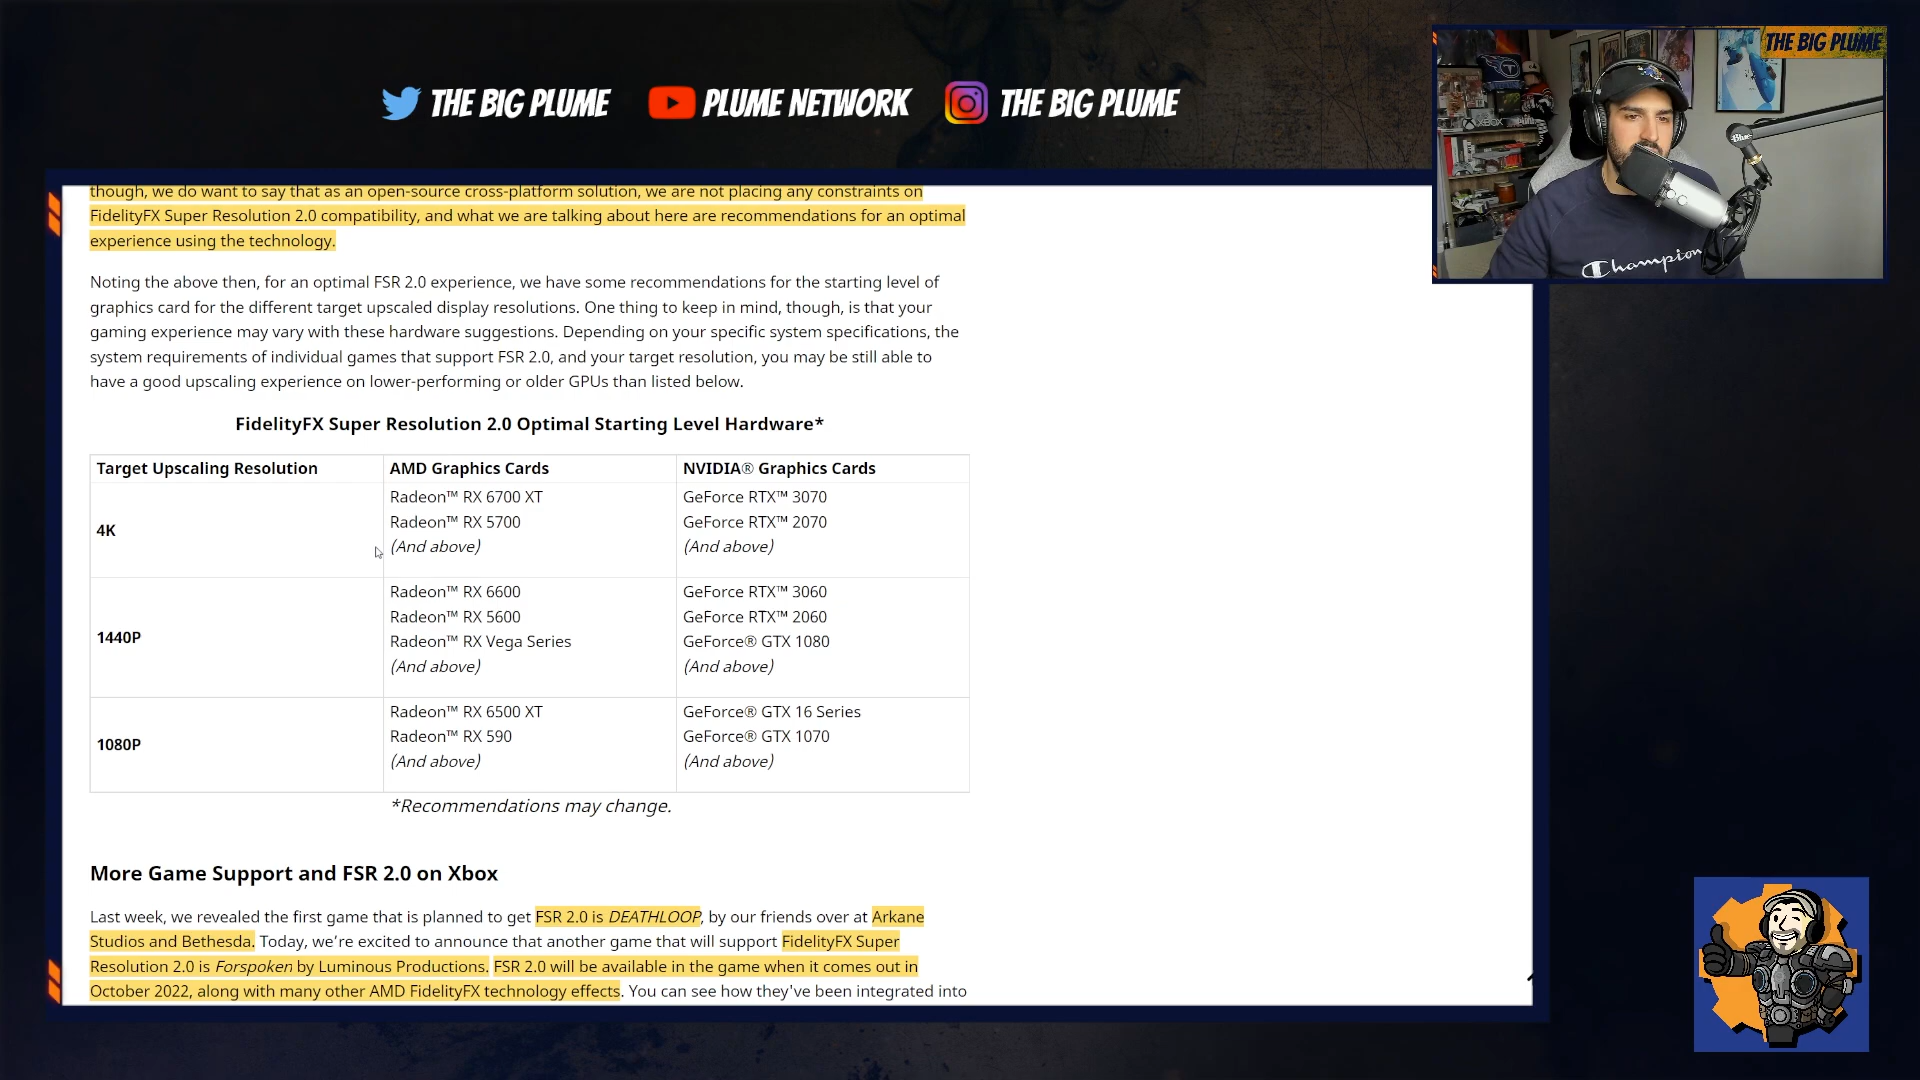 THE BIG PLUME
PLUME NETWORK
THE BIG PLUME
THE BIG PLUME
Champion
Blue
XBOX
though, we do want to say that as an open-source cross-platform solution, we are not placing any constraints on
FidelityFX Super Resolution 2.0 compatibility, and what we are talking about here are recommendations for an optimal
experience using the technology.
Noting the above then, for an optimal FSR 2.0 experience, we have some recommendations for the starting level of
graphics card for the different target upscaled display resolutions. One thing to keep in mind, though, is that your
gaming experience may vary with these hardware suggestions. Depending on your specific system specifications, the
system requirements of individual games that support FSR 2.0, and your target resolution, you may be still able to
have a good upscaling experience on lower-performing or older GPUs than listed below.
FidelityFX Super Resolution 2.0 Optimal Starting Level Hardware*
Target Upscaling Resolution
AMD Graphics Cards
NVIDIA® Graphics Cards
4K
Radeon™ RX 6700 XT
Radeon™ RX 5700
(And above)
GeForce RTX™ 3070
GeForce RTX™ 2070
(And above)
1440P
Radeon™ RX 6600
Radeon™ RX 5600
Radeon™ RX Vega Series
(And above)
GeForce RTX™ 3060
GeForce RTX™ 2060
GeForce® GTX 1080
(And above)
1080P
Radeon™ RX 6500 XT
Radeon™ RX 590
(And above)
GeForce® GTX 16 Series
GeForce® GTX 1070
(And above)
*Recommendations may change.
More Game Support and FSR 2.0 on Xbox
Last week, we revealed the first game that is planned to get FSR 2.0 is DEATHLOOP, by our friends over at Arkane
Studios and Bethesda. Today, we're excited to announce that another game that will support FidelityFX Super
Resolution 2.0 is Forspoken by Luminous Productions. FSR 2.0 will be available in the game when it comes out in
October 2022, along with many other AMD FidelityFX technology effects. You can see how they've been integrated into